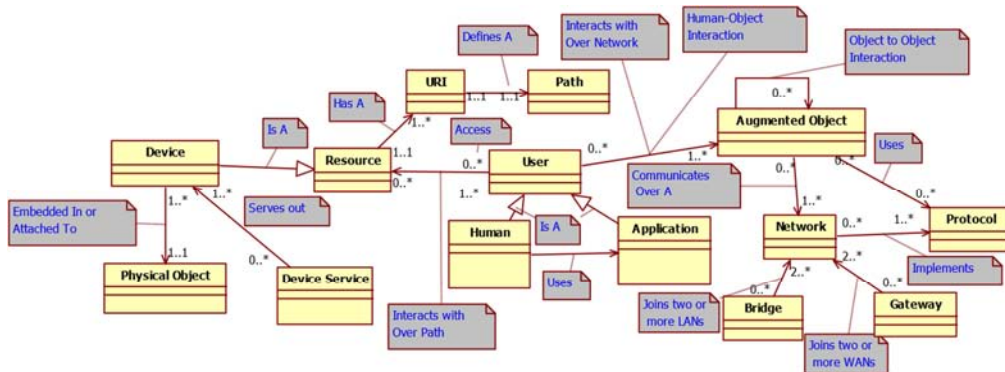 Interacts with
Over Network
Human-Object
Interaction
Defines A
Object to Object
Interaction
URI
Path
1..1
1..1
0..*
Has A
1..*
Augmented Object
Is A
Access
Uses
Device
Resource
1..1
0..*
0..*
User
0..*
1..*
0..*
0..*
0..*
1..*
1..*
1..*
Communicates
Over A
1..*
0..*
Embedded In or
Attached To
Serves out
Human
Is A
Application
Network
0..*
1..*
Protocol
1..1
0..*
2..*
2..*
Physical Object
Device Service
Uses
Implements
0..*
0..*
Interacts with
Over Path
Joins two or
more LANs
Bridge
Gateway
Joins two or
more WANs